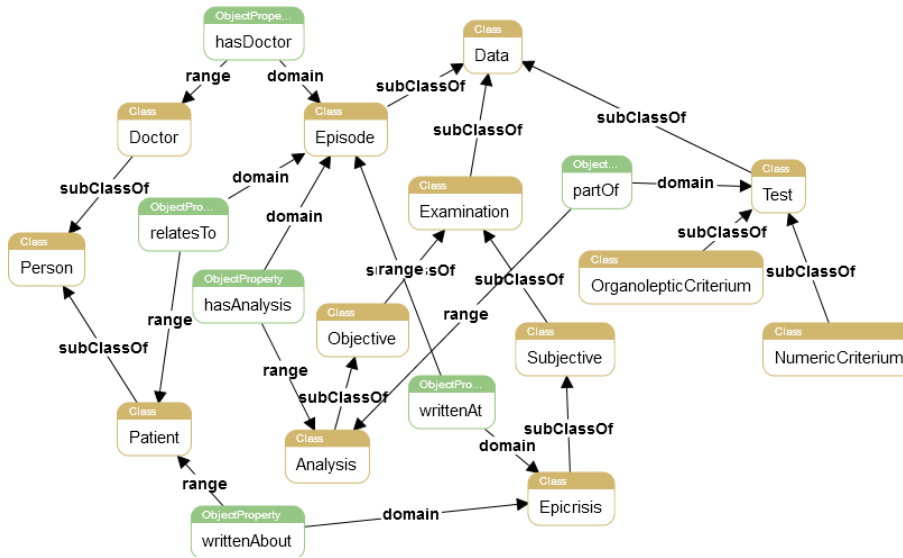 ObjectPrope...
hasDoctor
Class
Data
range
domain
subClassOf
Class
Doctor
Class
Episode
subClassOf
subClassOf
subClassOf
domain
ObjectPro...
relatesTo
Class
Examination
Object...
partOf
domain
Class
Test
domain
subClassOf
Class
Person
ObjectProperty
hasAnalysis
range
subClassOf
Class
OrganolepticCriterium
subClassOf
range
Class
Objective
range
Class
Subjective
Class
NumericCriterium
subClassOf
range
subClassOf
ObjectPro...
writtenAt
subClassOf
Class
Patient
Class
Analysis
domain
Class
Epicrisis
range
ObjectProperty
writtenAbout
domain